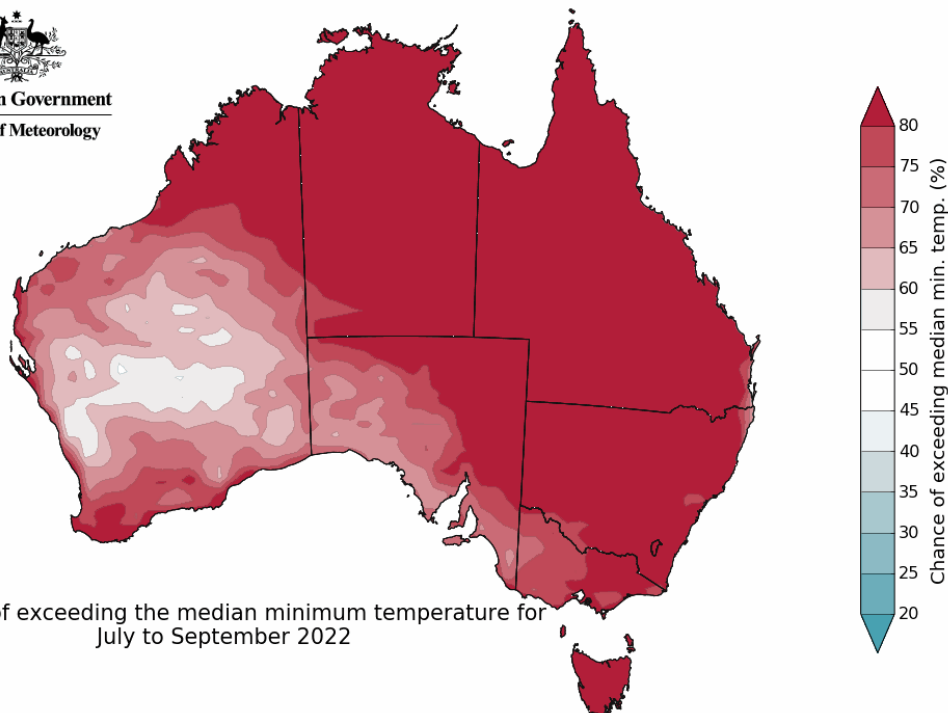 n Government
f Meteorology
of exceeding the median minimum temperature for
July to September 2022
80
75
70
65
60
55
50
45
40
35
30
25
20
Chance of exceeding median min. temp. (%)